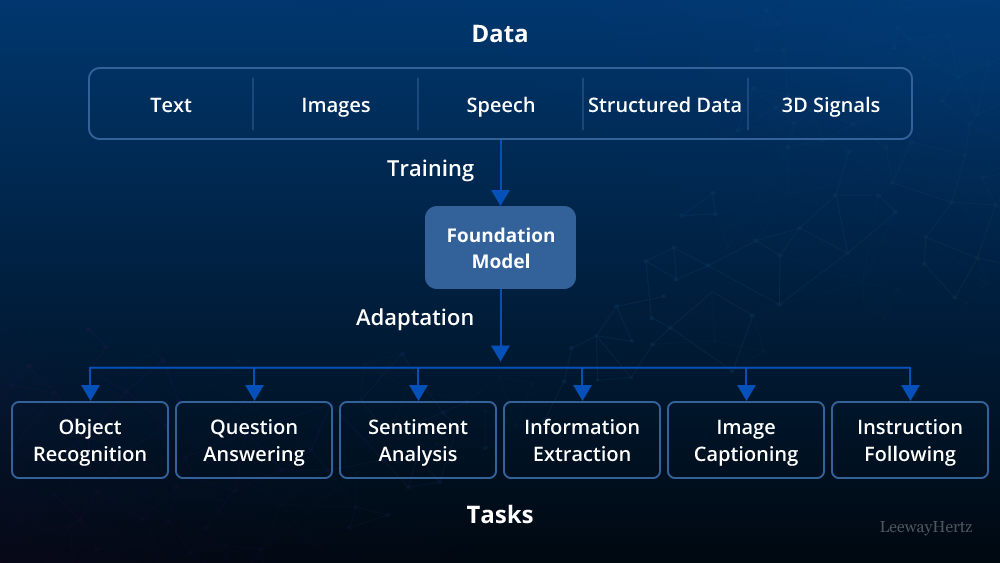 Data
Text
Images
Speech
Structured Data
3D Signals
Training
Foundation
Model
Adaptation
Object
Recognition
Question
Answering
Sentiment
Analysis
Information
Extraction
Image
Captioning
Instruction
Following
Tasks
LeewayHertz